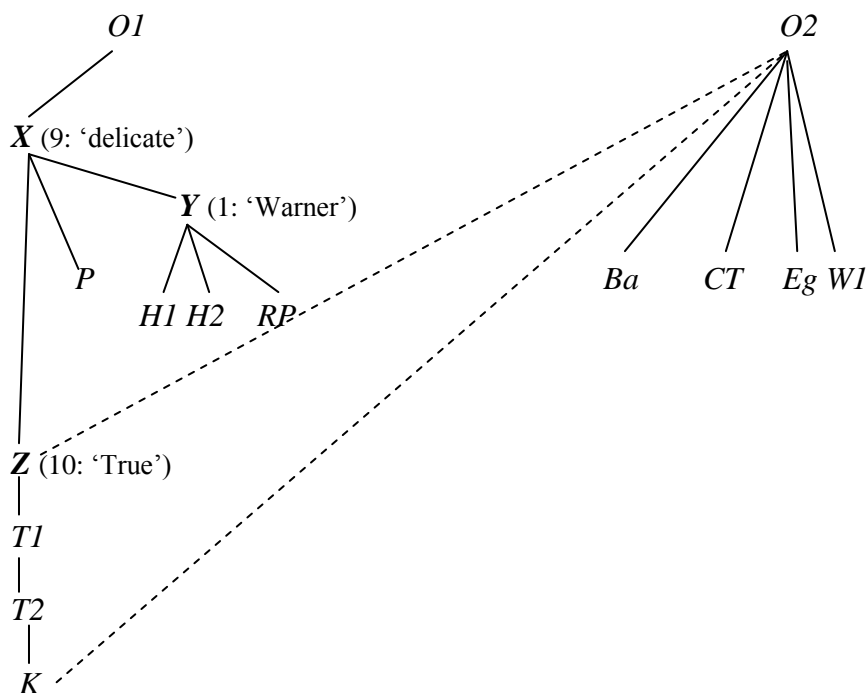 O1 O2
X (9: ‘delicate’)
Y (1: ‘Warner’)
P Ba CT Eg W1
H1 H2 RP
Z (10: ‘True’)
T1
T2
K